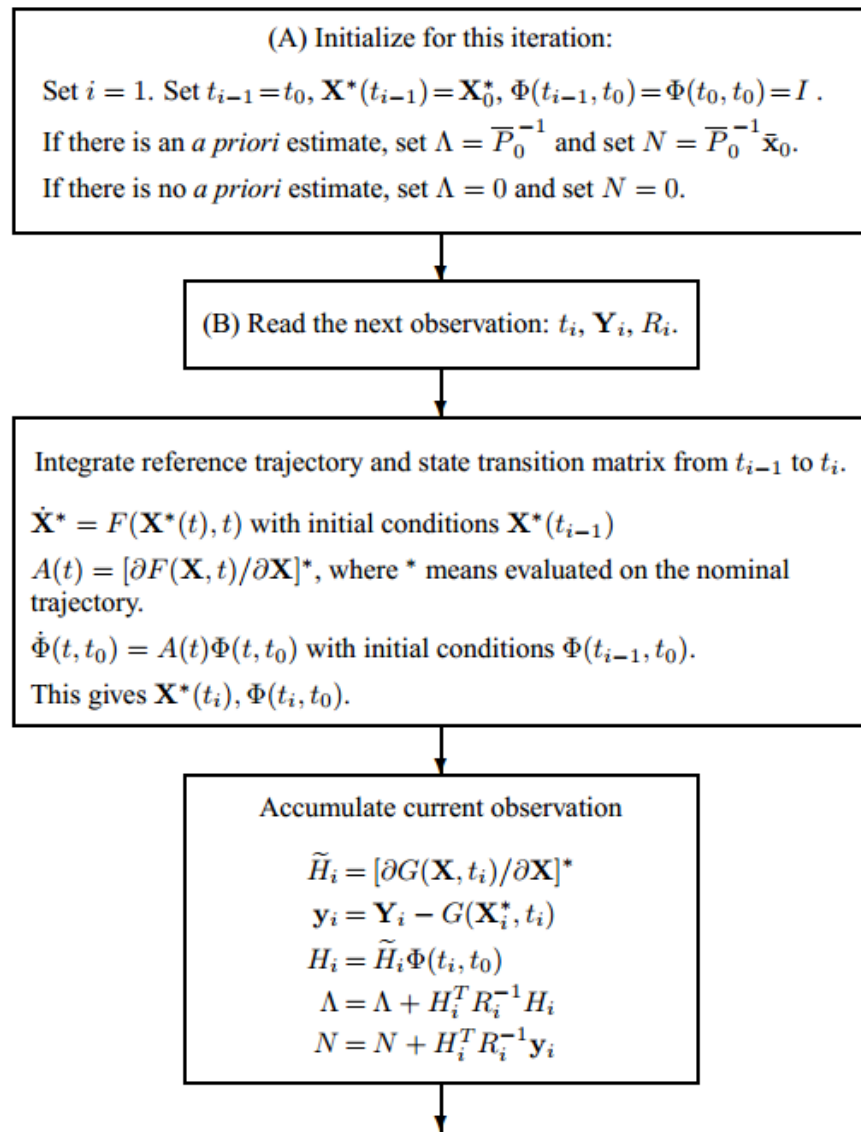 (A) Initialize for this iteration:
Set i = 1. Set t_{i−1} = t_0, X*(t_{i−1}) = X*_0, Φ(t_{i−1}, t_0) = Φ(t_0, t_0) = I .
If there is an a priori estimate, set Λ = P̅_0^{−1} and set N = P̅_0^{−1} x̄_0.
If there is no a priori estimate, set Λ = 0 and set N = 0.
(B) Read the next observation: t_i, Y_i, R_i.
Integrate reference trajectory and state transition matrix from t_{i−1} to t_i.
Ẋ* = F(X*(t), t) with initial conditions X*(t_{i−1})
A(t) = [∂F(X, t)/∂X]*, where * means evaluated on the nominal
trajectory.
Φ̇(t, t_0) = A(t)Φ(t, t_0) with initial conditions Φ(t_{i−1}, t_0).
This gives X*(t_i), Φ(t_i, t_0).
Accumulate current observation
H̃_i = [∂G(X, t_i)/∂X]*
y_i = Y_i − G(X*_i, t_i)
H_i = H̃_iΦ(t_i, t_0)
Λ = Λ + H_i^T R_i^{−1} H_i
N = N + H_i^T R_i^{−1} y_i